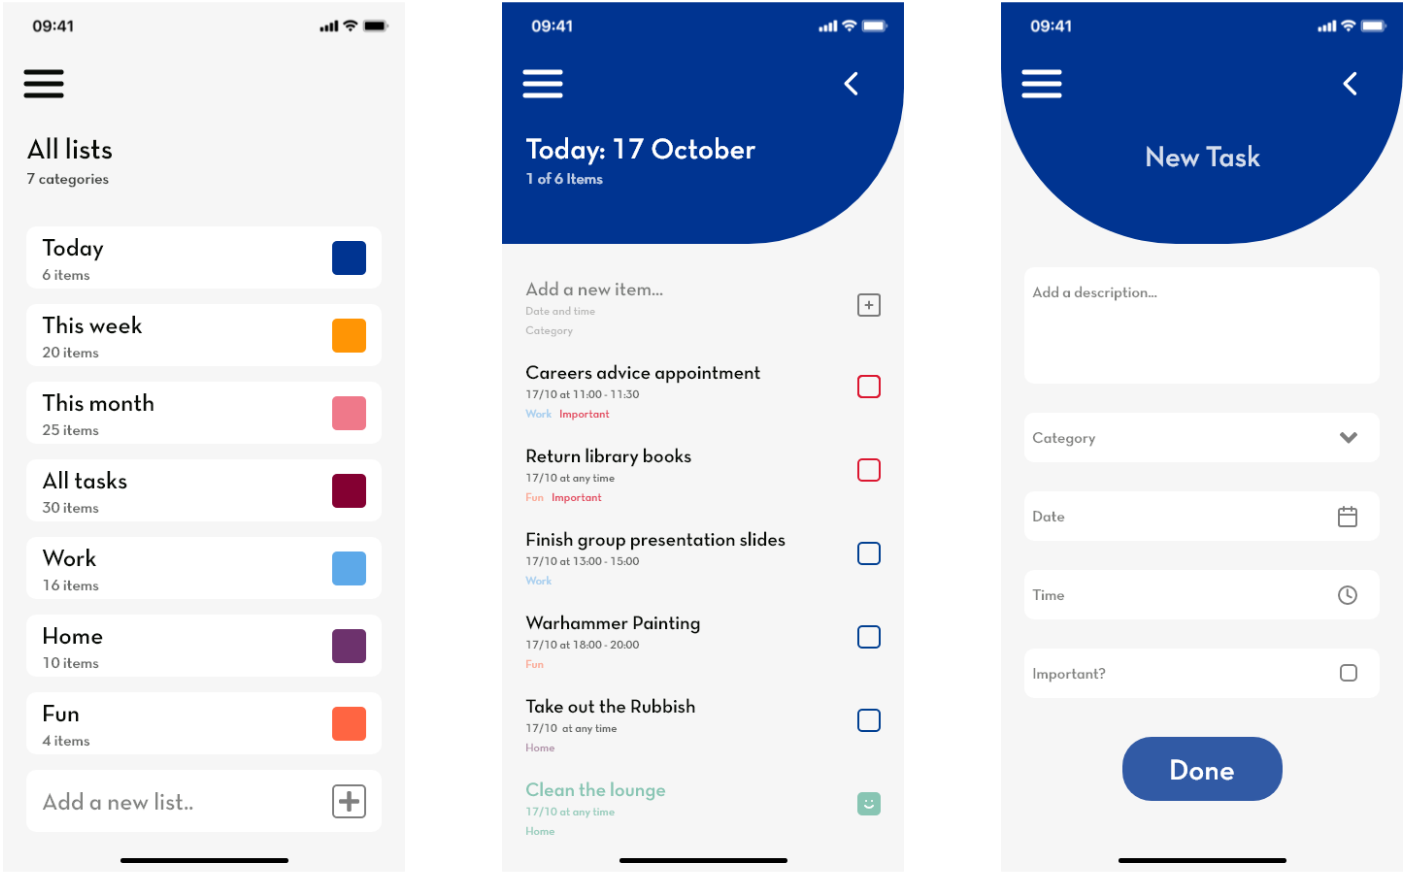 09:41
All lists
7 categories
Today
6 items
This week
20 items
This month
25 items
All tasks
30 items
Work
16 items
Home
10 items
Fun
4 items
Add a new list..
09:41
Today: 17 October
1 of 6 Items
Add a new item...
Date and time
Category
Careers advice appointment
17/10 at 11:00 - 11:30
Work Important
Return library books
17/10 at any time
Fun Important
Finish group presentation slides
17/10 at 13:00 - 15:00
Work
Warhammer Painting
17/10 at 18:00 - 20:00
Fun
Take out the Rubbish
17/10 at any time
Home
Clean the lounge
17/10 at any time
Home
09:41
New Task
Add a description...
Category
Date
Time
Important?
Done